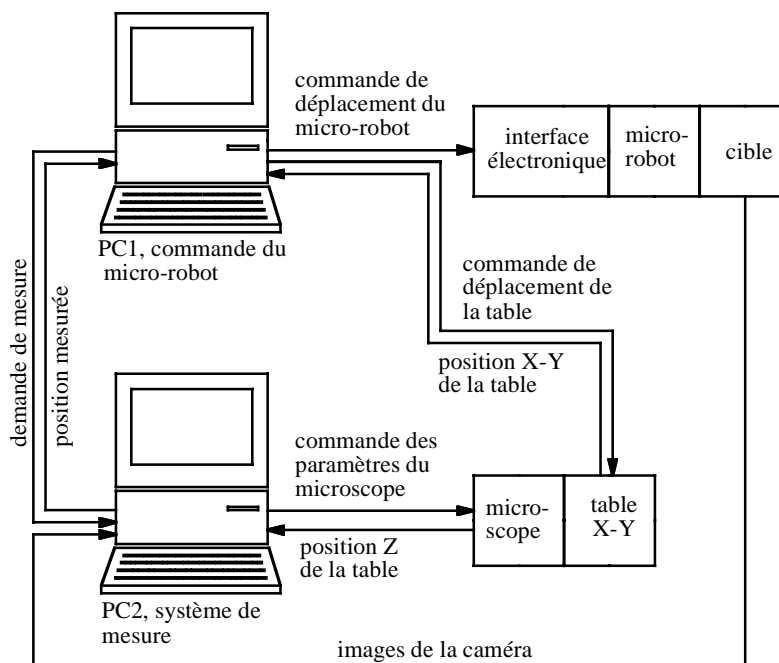 commande de
déplacement du
micro-robot
interface
électronique
micro-
robot
cible
PC1, commande du
micro-robot
commande de
déplacement de
la table
demande de mesure
position mesurée
position X-Y
de la table
commande des
paramètres du
microscope
micro-
scope
table
X-Y
position Z
de la table
PC2, système de
mesure
images de la caméra